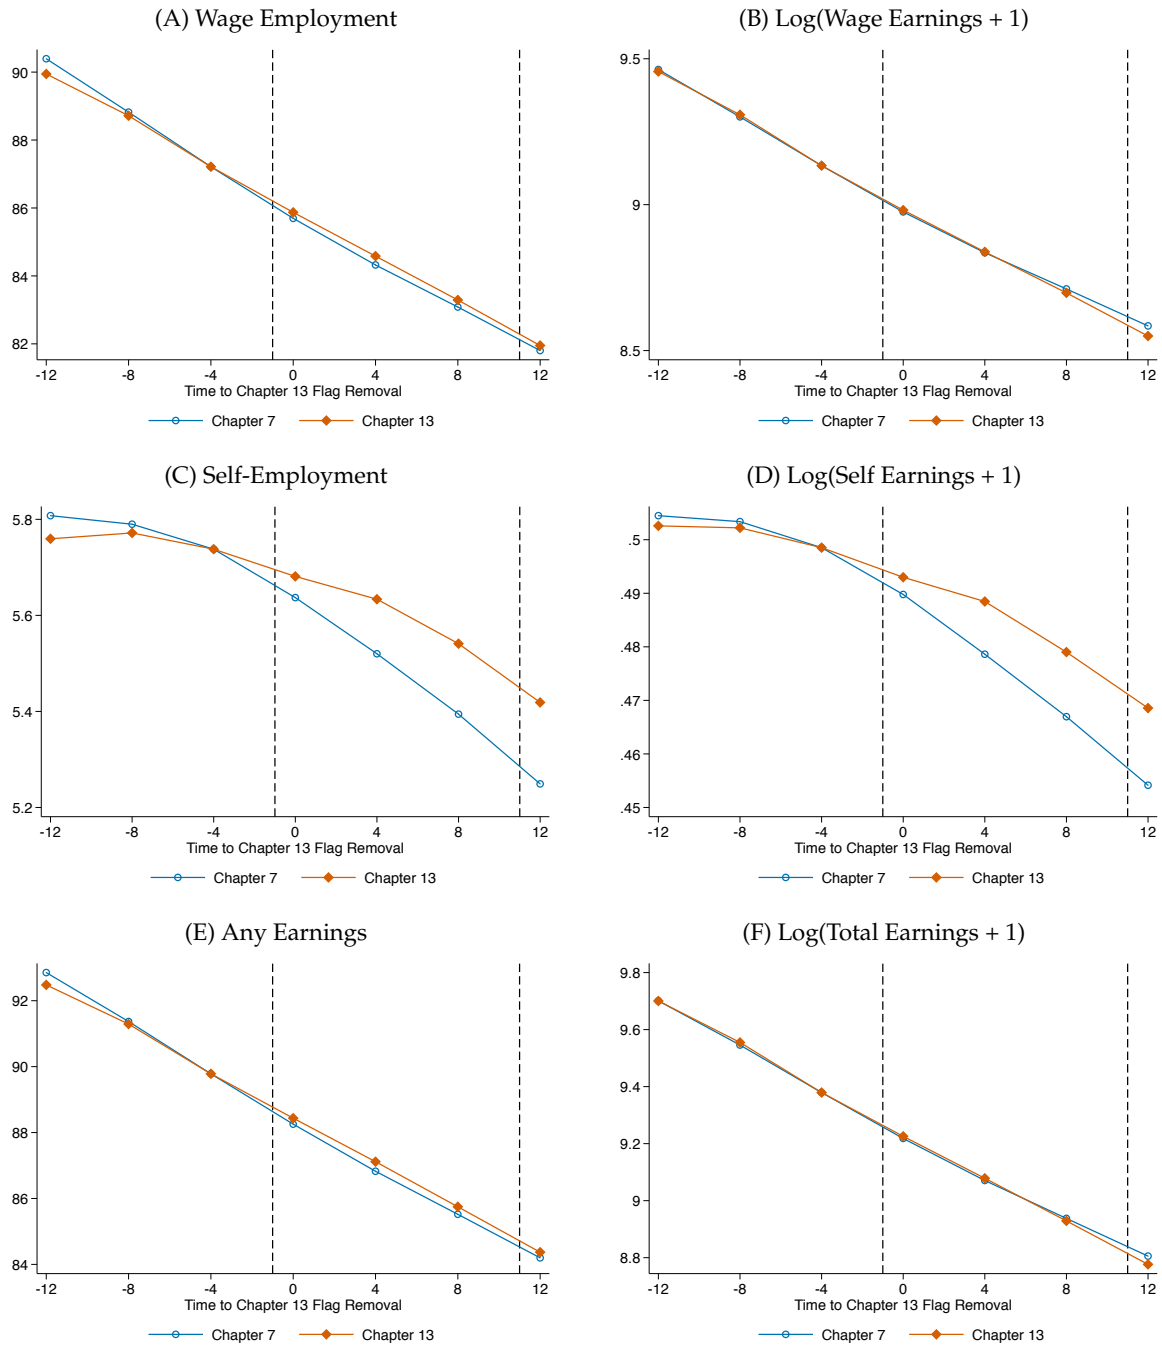 (A) Wage Employment
90
88
86
84
82
-12 -8 -4 0 4 8 12
Time to Chapter 13 Flag Removal
Chapter 7 Chapter 13
(B) Log(Wage Earnings + 1)
9.5
9
8.5
-12 -8 -4 0 4 8 12
Time to Chapter 13 Flag Removal
Chapter 7 Chapter 13
(C) Self-Employment
5.8
5.6
5.4
5.2
-12 -8 -4 0 4 8 12
Time to Chapter 13 Flag Removal
Chapter 7 Chapter 13
(D) Log(Self Earnings + 1)
.5
.49
.48
.47
.46
.45
-12 -8 -4 0 4 8 12
Time to Chapter 13 Flag Removal
Chapter 7 Chapter 13
(E) Any Earnings
92
90
88
86
84
-12 -8 -4 0 4 8 12
Time to Chapter 13 Flag Removal
Chapter 7 Chapter 13
(F) Log(Total Earnings + 1)
9.8
9.6
9.4
9.2
9
8.8
-12 -8 -4 0 4 8 12
Time to Chapter 13 Flag Removal
Chapter 7 Chapter 13